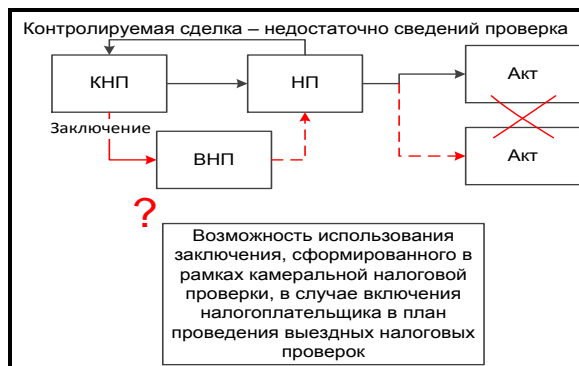 Контролируемая сделка – недостаточно сведений проверка
КНП
НП
Акт
Заключение
ВНП
Акт
?
Возможность использования
заключения, сформированного в
рамках камеральной налоговой
проверки, в случае включения
налогоплательщика в план
проведения выездных налоговых
проверок